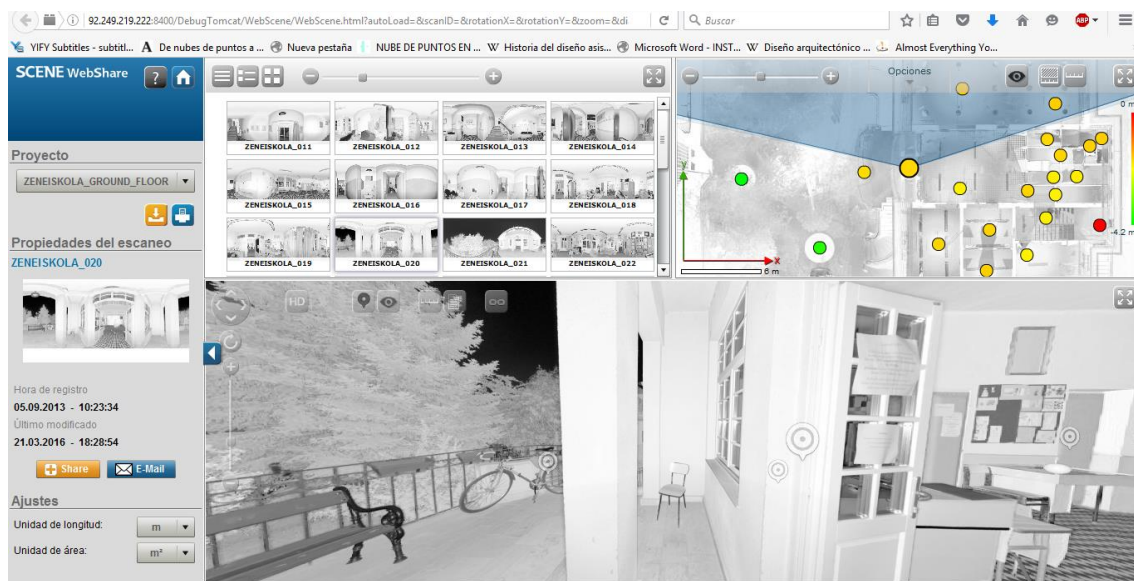 92.249.219.222:8400/DebugTomcat/WebScene/WebScene.html?autoLoad=&scanID=&rotationX=&rotationY=&zoom=&di
Buscar
ABP
YIFY Subtitles - subtitl...
De nubes de puntos a ...
Nueva pestaña
NUBE DE PUNTOS EN ...
Historia del diseño asis...
Microsoft Word - INST...
Diseño arquitectónico ...
Almost Everything Yo...
SCENE WebShare
?
Proyecto
ZENEISKOLA_GROUND_FLOOR
Propiedades del escaneo
ZENEISKOLA_020
Hora de registro
05.09.2013 - 10:23:34
Último modificado
21.03.2016 - 18:28:54
Share
E-Mail
Ajustes
Unidad de longitud:
m
Unidad de área:
m²
ZENEISKOLA_011
ZENEISKOLA_012
ZENEISKOLA_013
ZENEISKOLA_014
ZENEISKOLA_015
ZENEISKOLA_016
ZENEISKOLA_017
ZENEISKOLA_018
ZENEISKOLA_019
ZENEISKOLA_020
ZENEISKOLA_021
ZENEISKOLA_022
Opciones
0 m
-4.2 m
Y
X
6 m
HD